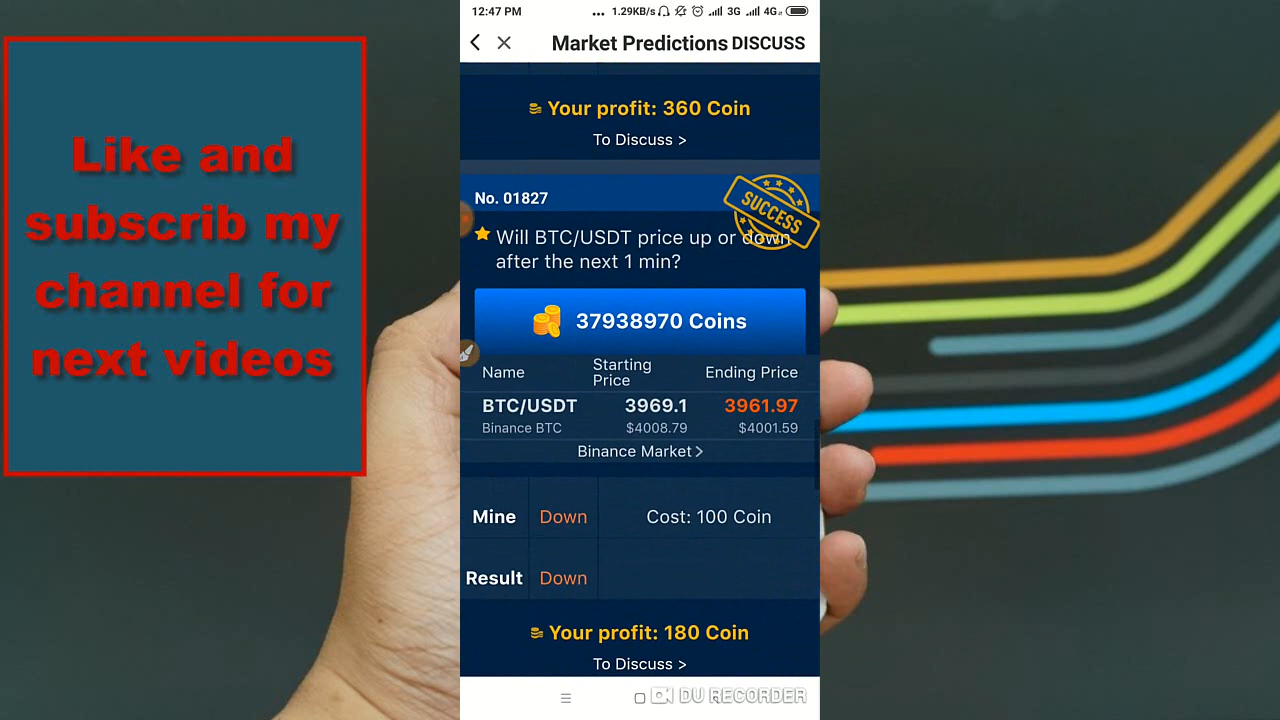 Like and
subscrib my
channel for
next videos
12:47 PM
... 1.29KB/s 3G 4G
Market Predictions DISCUSS
Your profit: 360 Coin
To Discuss >
No. 01827
SUCCESS
Will BTC/USDT price up or down
after the next 1 min?
37938970 Coins
Name Starting Price Ending Price
BTC/USDT 3969.1 3961.97
Binance BTC $4008.79 $4001.59
Binance Market >
Mine Down Cost: 100 Coin
Result Down
Your profit: 180 Coin
To Discuss >
DU RECORDER